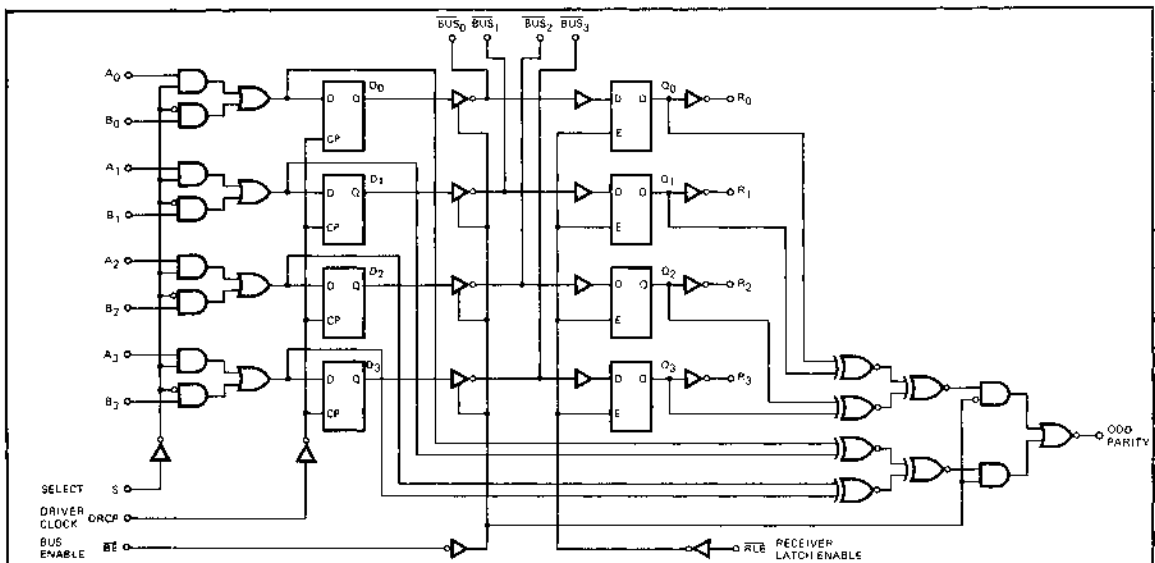 BUS0 BUS1 BUS2 BUS3
A0
B0
D Q
CP
D0
D Q
E
Q0
R0
A1
B1
D Q
CP
D1
D Q
E
Q1
R1
A2
B2
D Q
CP
D2
D Q
E
Q2
R2
A3
B3
D Q
CP
D3
D Q
E
Q3
R3
ODD
PARITY
SELECT S
DRIVER
CLOCK DRCP
BUS
ENABLE BE
RLE RECEIVER
LATCH ENABLE